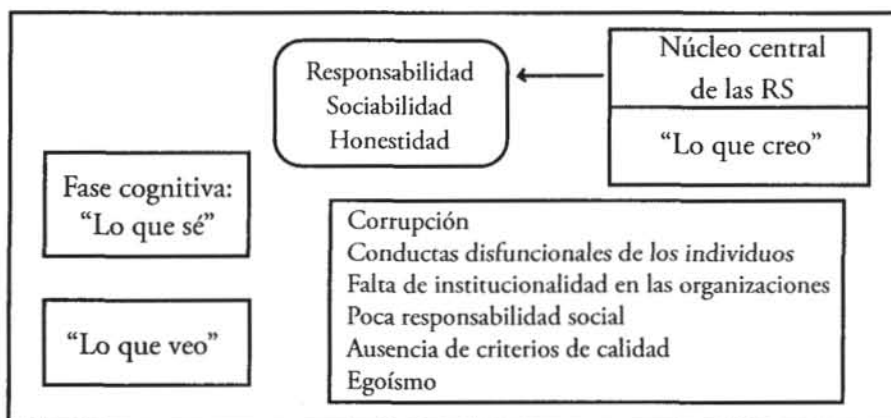 Responsabilidad
Sociabilidad
Honestidad
Núcleo central
de las RS
“Lo que creo”
Fase cognitiva:
“Lo que sé”
“Lo que veo”
Corrupción
Conductas disfuncionales de los individuos
Falta de institucionalidad en las organizaciones
Poca responsabilidad social
Ausencia de criterios de calidad
Egoísmo